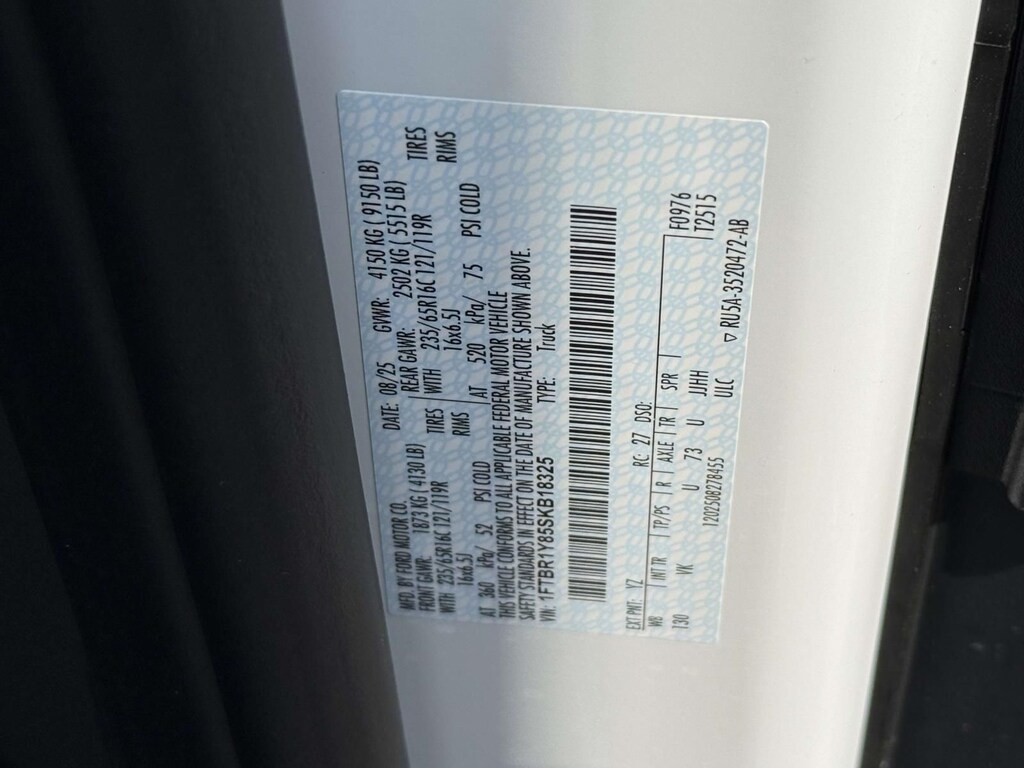 MFD. BY FORD MOTOR CO.
DATE: 08/25 GVWR: 4150 KG ( 9150 LB)
FRONT GAWR: 1873 KG ( 4130 LB) REAR GAWR: 2502 KG ( 5515 LB)
WITH 235/65R16C 121/119R TIRES WITH 235/65R16C 121/119R TIRES
16x6.5J RIMS 16x6.5J RIMS
AT 360 kPa/ 52 PSI COLD AT 520 kPa/ 75 PSI COLD
THIS VEHICLE CONFORMS TO ALL APPLICABLE FEDERAL MOTOR VEHICLE
SAFETY STANDARDS IN EFFECT ON THE DATE OF MANUFACTURE SHOWN ABOVE.
VIN: 1FTBR1Y85SKB18325 TYPE: Truck
EXT PNT: YZ RC: 27 DSO: F0976
WB INT TR TP/PS R AXLE TR SPR T2515
130 VK U 73 U JJHH
1202508278455 ULC
▽ RU5A-3520472-AB